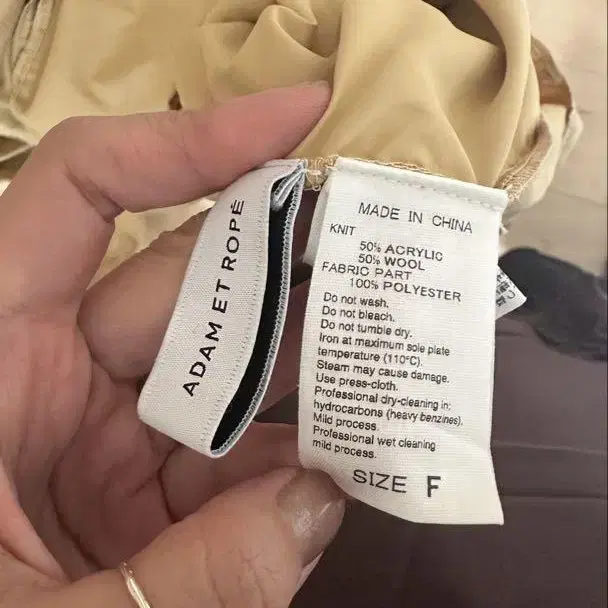 ADAM ET ROPÉ
MADE IN CHINA
KNIT
50% ACRYLIC
50% WOOL
FABRIC PART
100% POLYESTER
Do not wash.
Do not bleach.
Do not tumble dry.
Iron at maximum sole plate
temperature (110°C).
Steam may cause damage.
Use press-cloth.
Professional dry-cleaning in:
hydrocarbons (heavy benzines).
Mild process.
Professional wet cleaning
mild process.
SIZE F